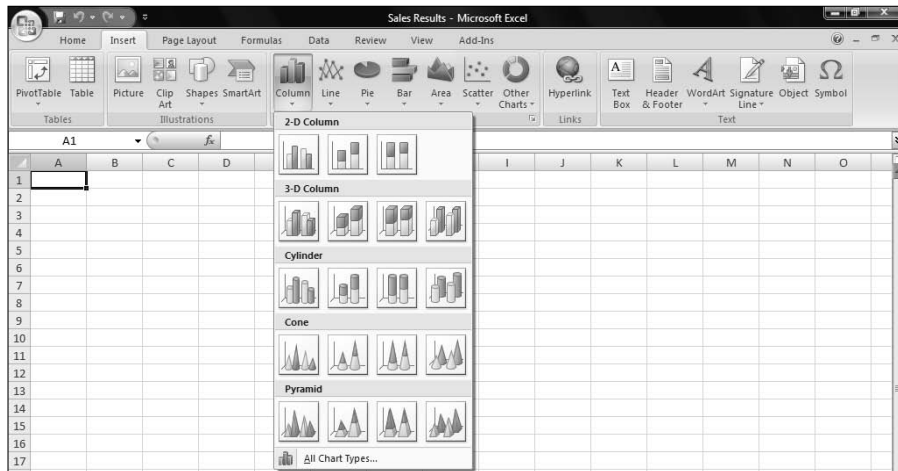 Sales Results - Microsoft Excel
Home Insert Page Layout Formulas Data Review View Add-Ins
PivotTable Table Picture Clip Art Shapes SmartArt Column Line Pie Bar Area Scatter Other Charts Hyperlink Text Box Header & Footer WordArt Signature Line Object Symbol
Tables Illustrations Links Text
A1 fx
A B C D I J K L M N O
1
2
3
4
5
6
7
8
9
10
11
12
13
14
15
16
17
2-D Column
3-D Column
Cylinder
Cone
Pyramid
All Chart Types...